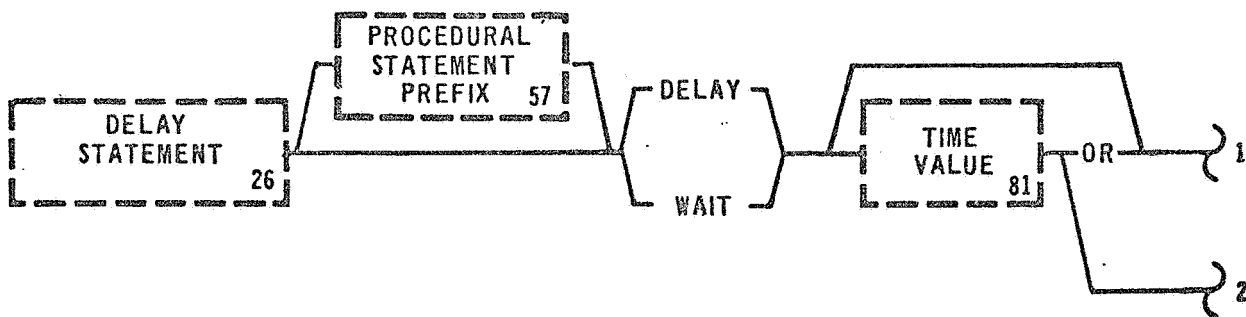 PROCEDURAL
STATEMENT
PREFIX 57
DELAY
STATEMENT
26
DELAY
WAIT
TIME
VALUE
81
OR
1
2